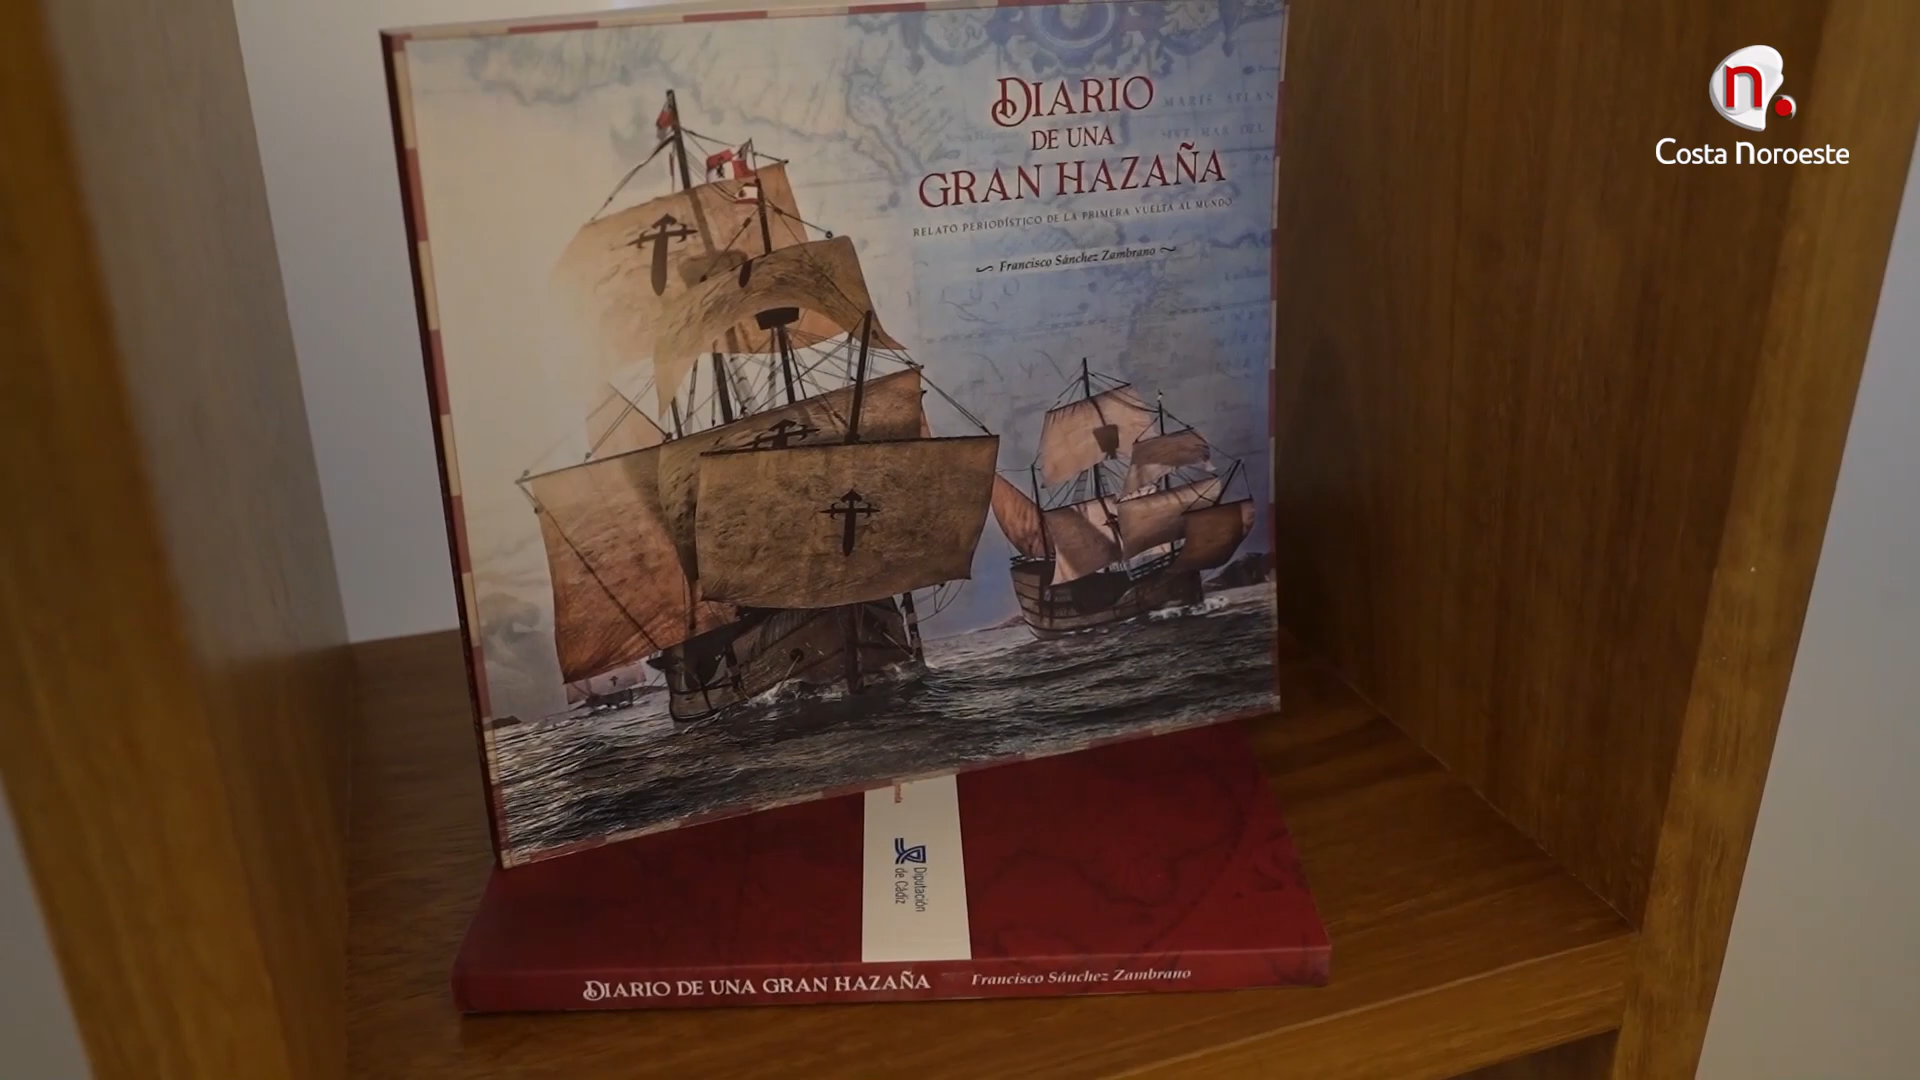 n.
Costa Noroeste
DIARIO
DE UNA
GRAN HAZAÑA
RELATO PERIODÍSTICO DE LA PRIMERA VUELTA AL MUNDO
Francisco Sánchez Zambrano
Diputación
de Cádiz
DIARIO DE UNA GRAN HAZAÑA Francisco Sánchez Zambrano